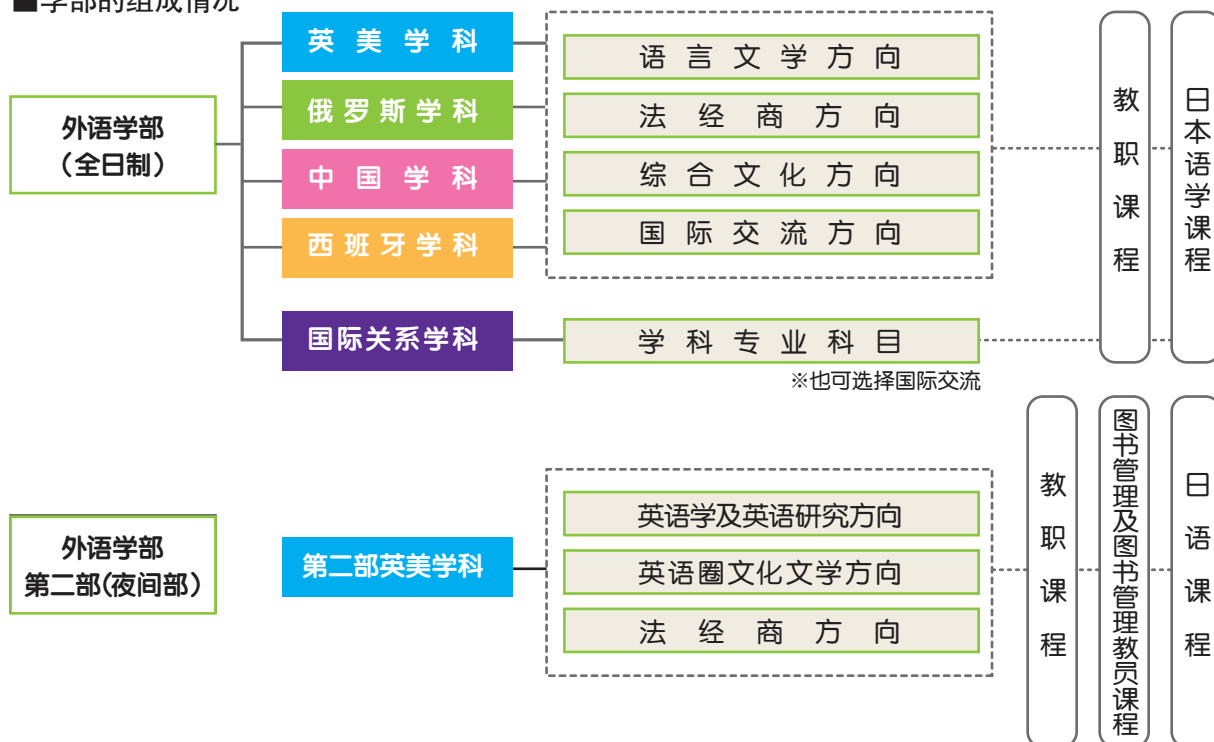 ■学部的组成情况
外语学部
（全日制）
英美学科
俄罗斯学科
中国学科
西班牙学科
国际关系学科
语言文学方向
法经商方向
综合文化方向
国际交流方向
学科专业科目
※也可选择国际交流
教职课程
日本语学课程
外语学部
第二部(夜间部）
第二部英美学科
英语学及英语研究方向
英语圈文化文学方向
法经商方向
教职课程
图书管理及图书管理教员课程
日语课程